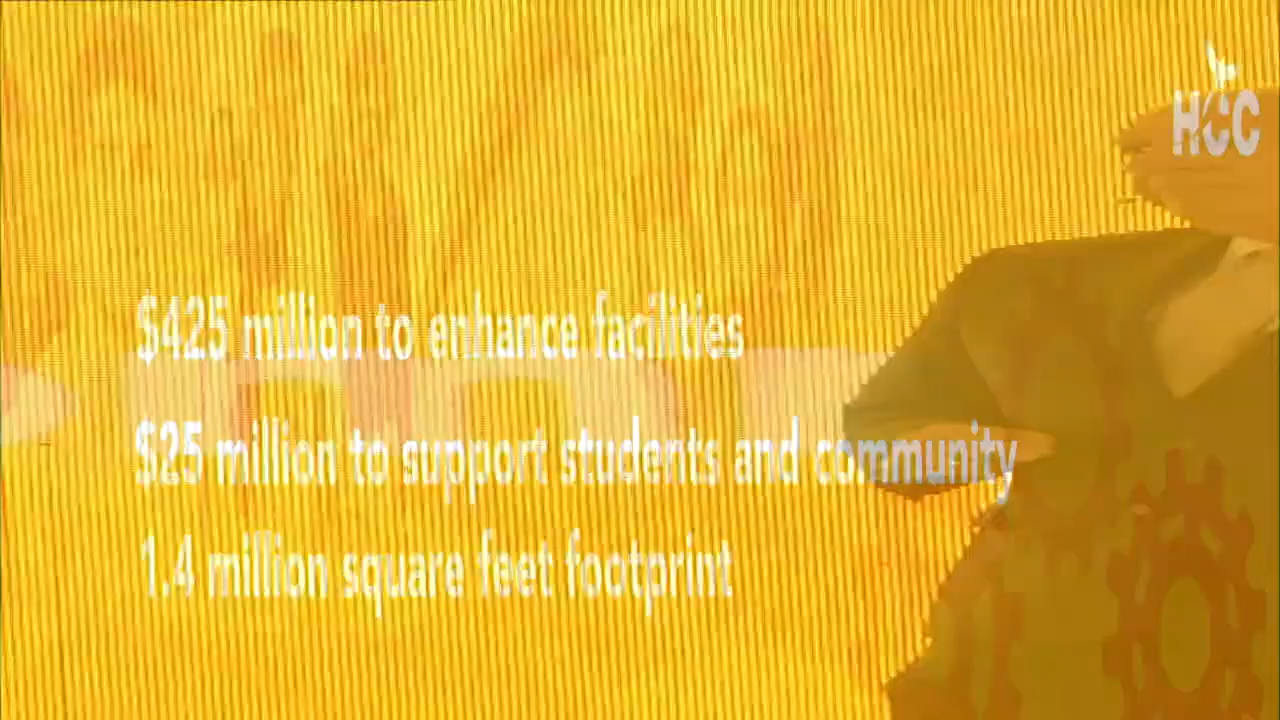 HCC
$425 million to enhance facilities
$25 million to support students and community
1.4 million square feet footprint